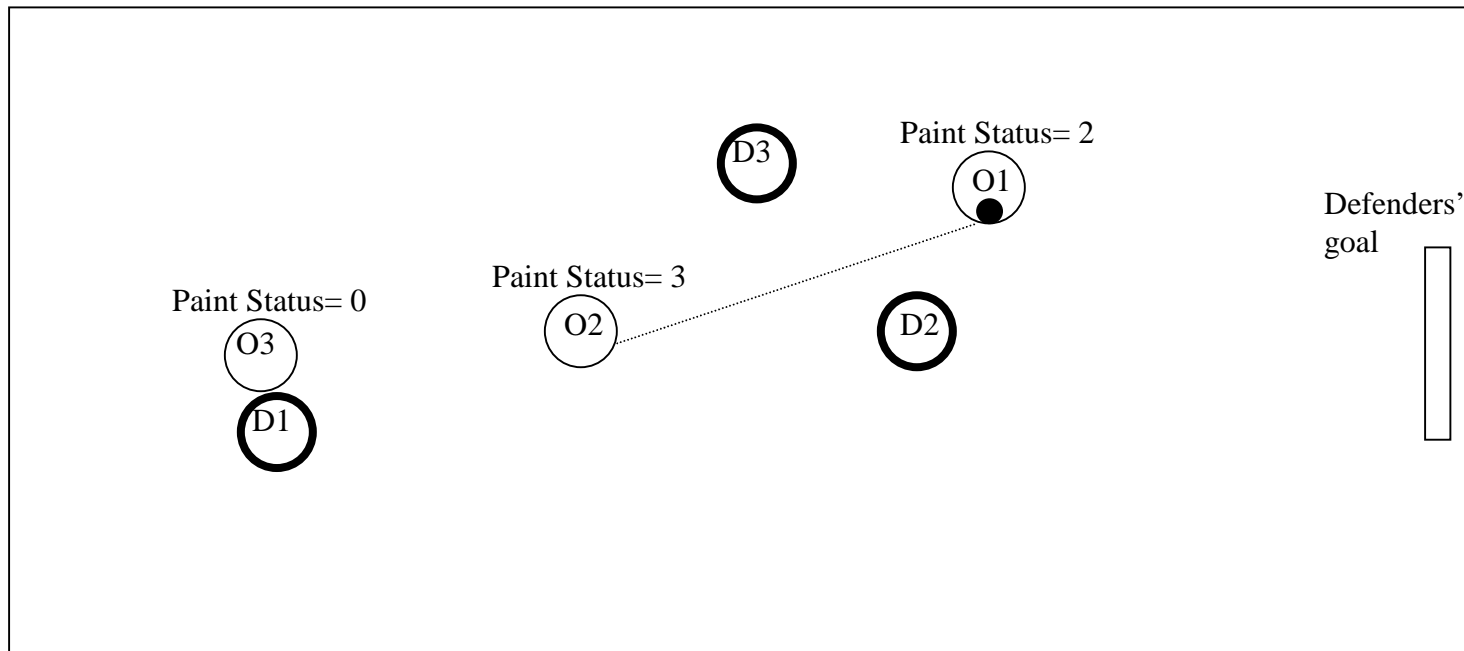 Paint Status= 2
D3
O1
Defenders'
goal
Paint Status= 3
Paint Status= 0
O2
D2
O3
D1